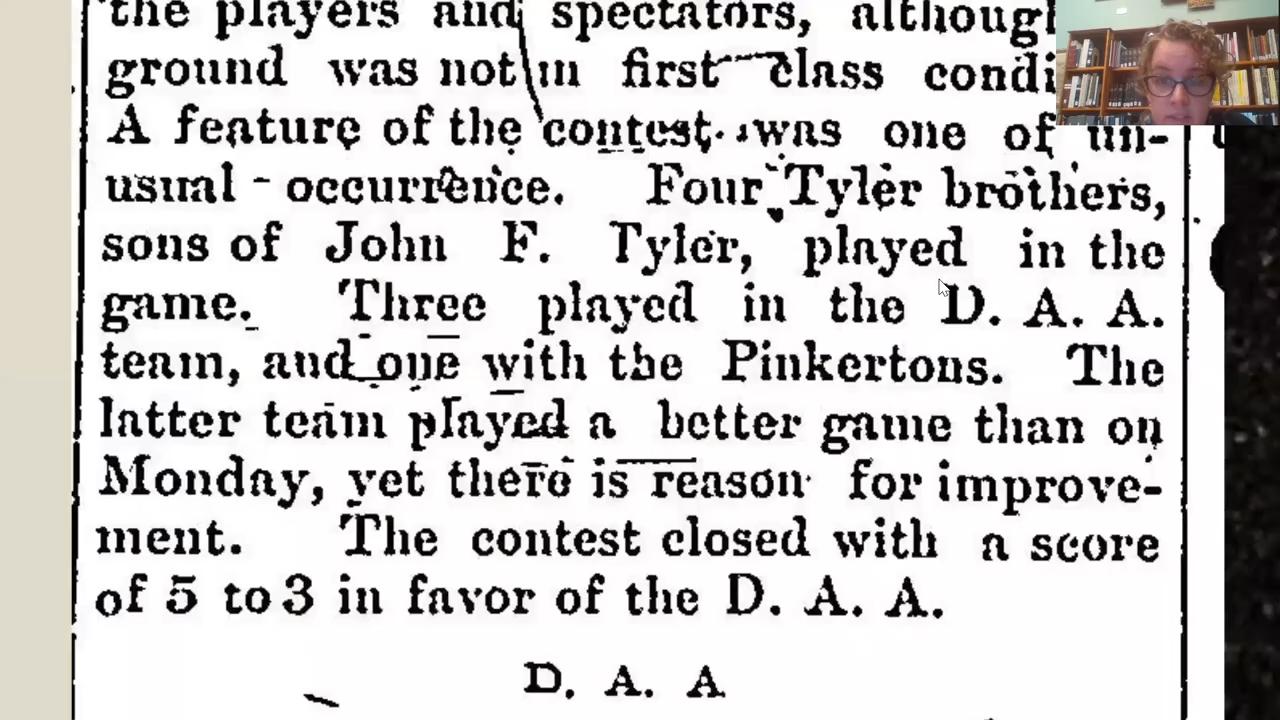 the players and spectators, although
ground was not in first class condi
A feature of the contest was one of un-
usual occurrence. Four Tyler brothers,
sons of John F. Tyler, played in the
game. Three played in the D. A. A.
team, and one with the Pinkertons. The
latter team played a better game than on
Monday, yet there is reason for improve-
ment. The contest closed with a score
of 5 to 3 in favor of the D. A. A.
D. A. A